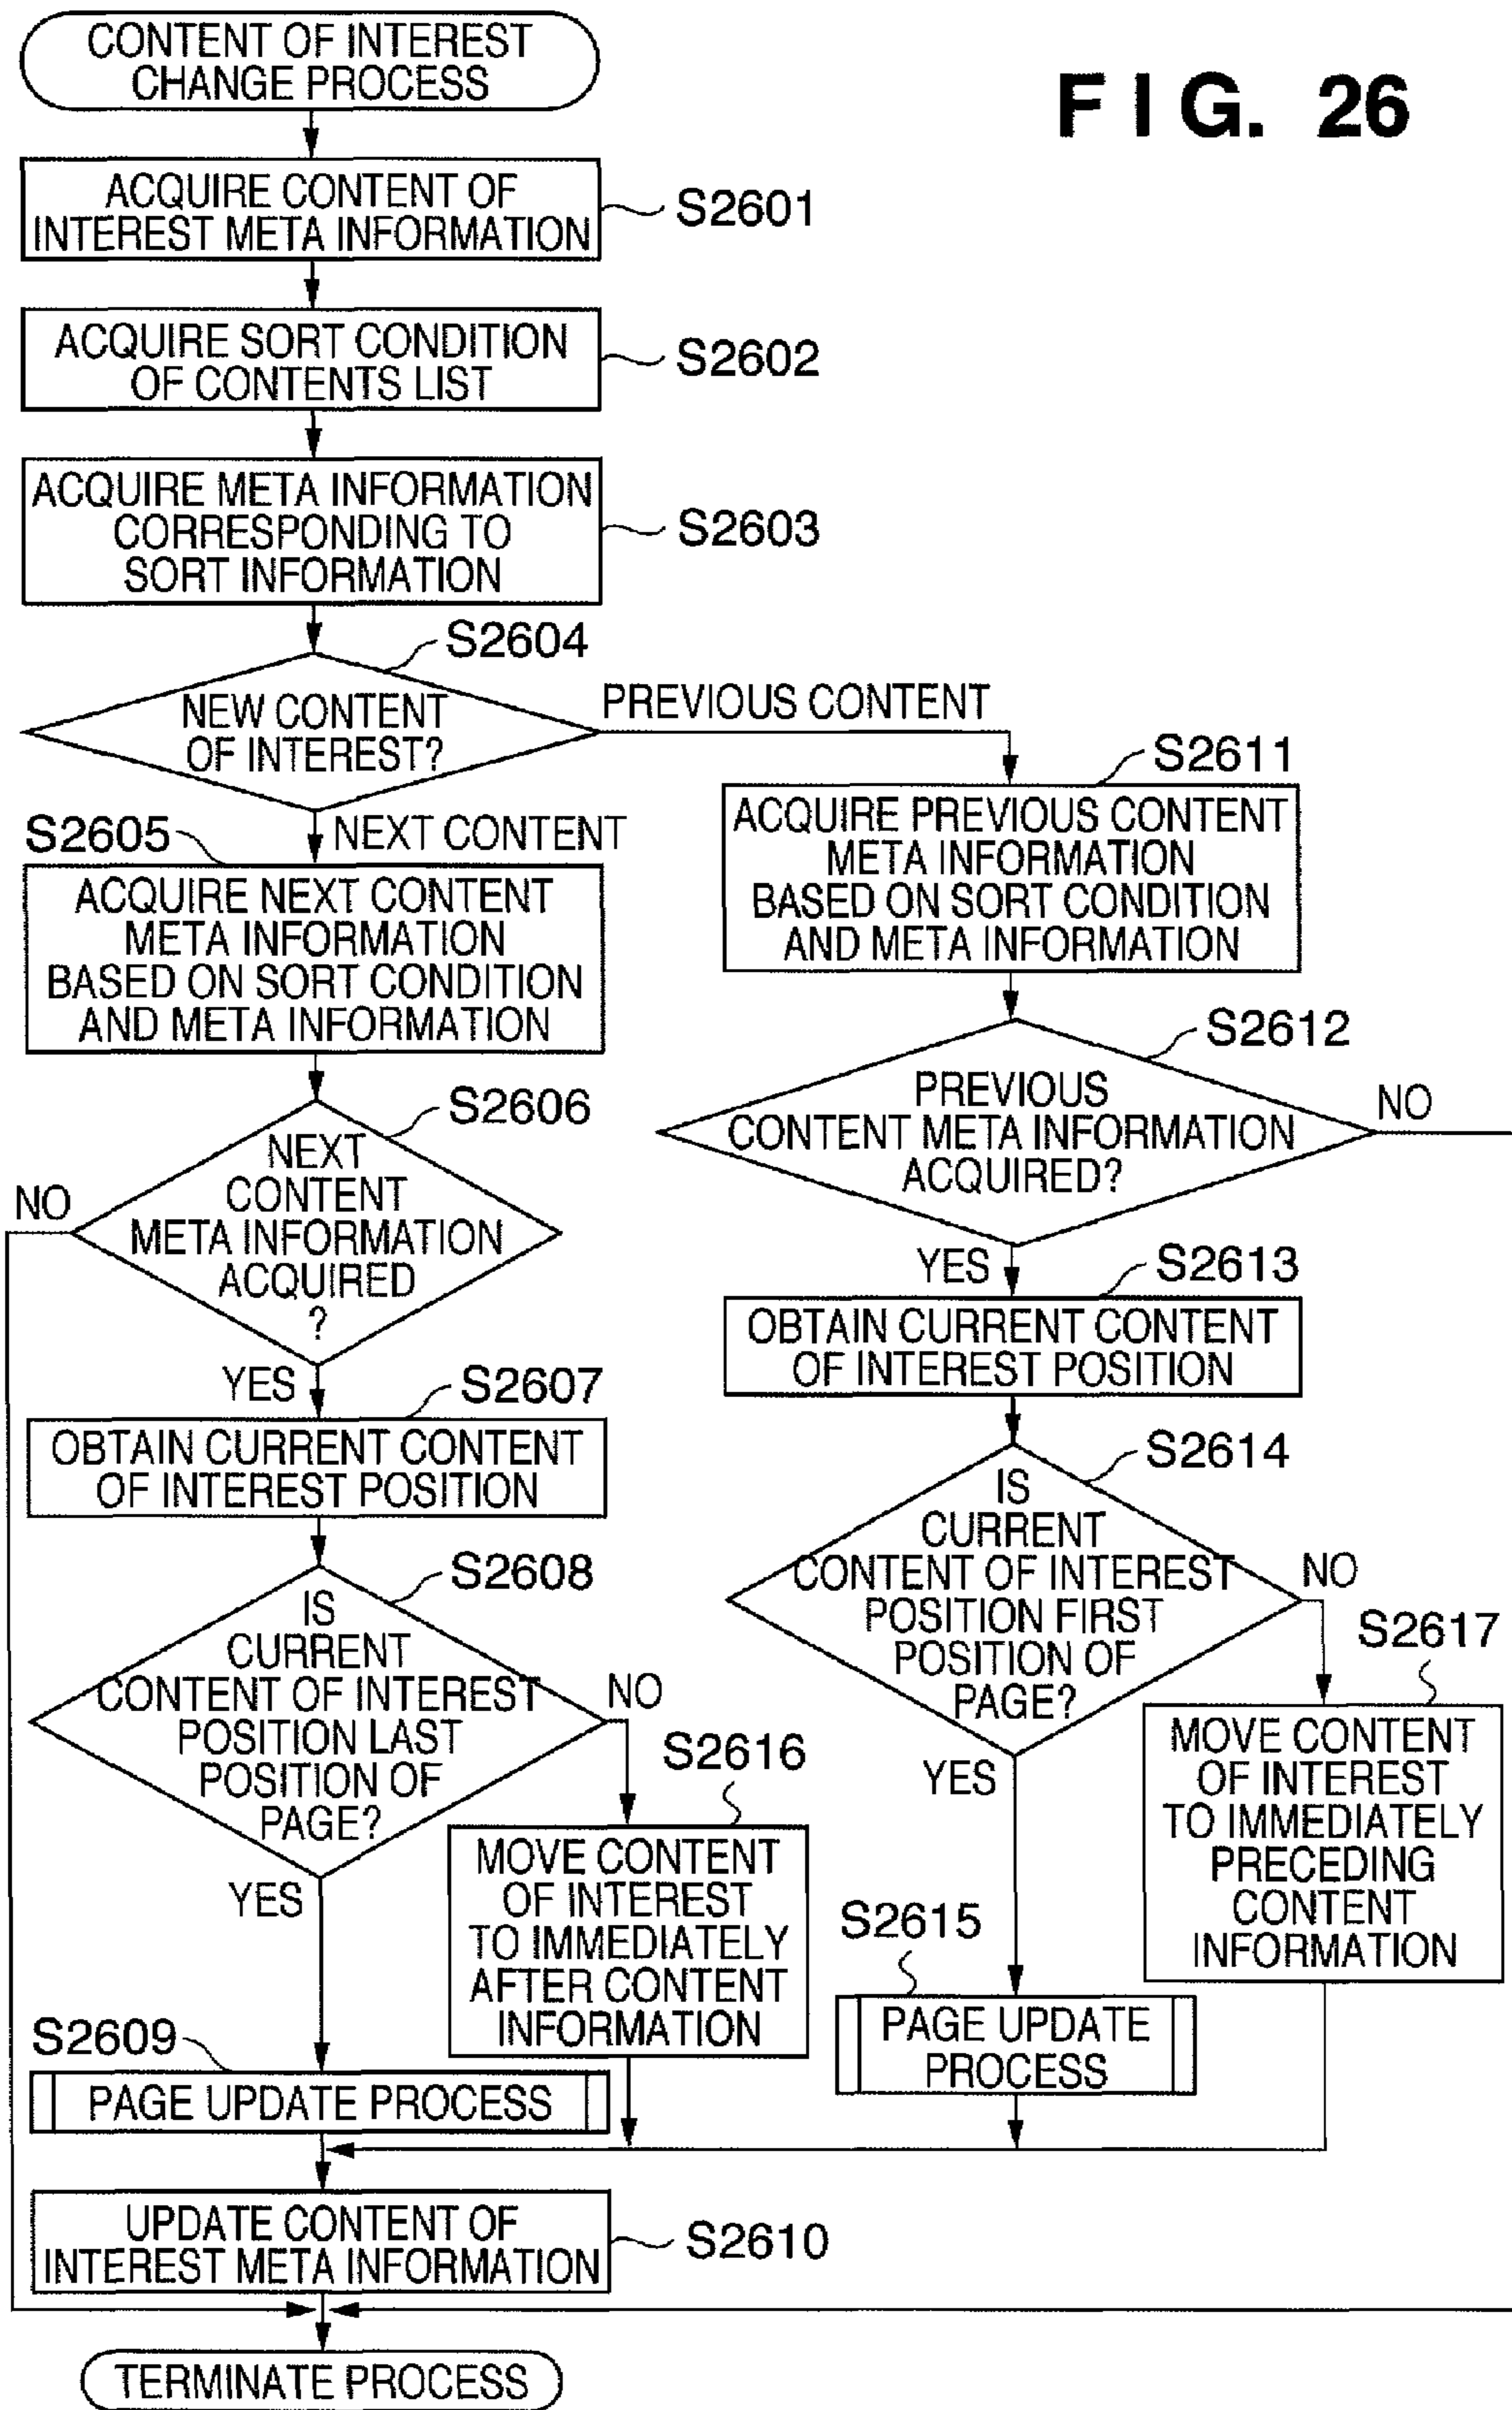 CONTENT OF INTEREST
CHANGE PROCESS
FIG. 26
ACQUIRE CONTENT OF
INTEREST META INFORMATION
S2601
ACQUIRE SORT CONDITION
OF CONTENTS LIST
S2602
ACQUIRE META INFORMATION
CORRESPONDING TO
SORT INFORMATION
S2603
S2604
NEW CONTENT
OF INTEREST?
PREVIOUS CONTENT
NEXT CONTENT
S2605
ACQUIRE NEXT CONTENT
META INFORMATION
BASED ON SORT CONDITION
AND META INFORMATION
S2606
NEXT
CONTENT
META INFORMATION
ACQUIRED
?
NO
YES
S2607
OBTAIN CURRENT CONTENT
OF INTEREST POSITION
S2608
IS
CURRENT
CONTENT OF INTEREST
POSITION LAST
POSITION OF
PAGE?
NO
YES
S2616
MOVE CONTENT
OF INTEREST
TO IMMEDIATELY
AFTER CONTENT
INFORMATION
S2609
PAGE UPDATE PROCESS
S2611
ACQUIRE PREVIOUS CONTENT
META INFORMATION
BASED ON SORT CONDITION
AND META INFORMATION
S2612
PREVIOUS
CONTENT META INFORMATION
ACQUIRED?
NO
YES
S2613
OBTAIN CURRENT CONTENT
OF INTEREST POSITION
S2614
IS
CURRENT
CONTENT OF INTEREST
POSITION FIRST
POSITION OF
PAGE?
NO
YES
S2617
MOVE CONTENT
OF INTEREST
TO IMMEDIATELY
PRECEDING
CONTENT
INFORMATION
S2615
PAGE UPDATE
PROCESS
UPDATE CONTENT OF
INTEREST META INFORMATION
S2610
TERMINATE PROCESS